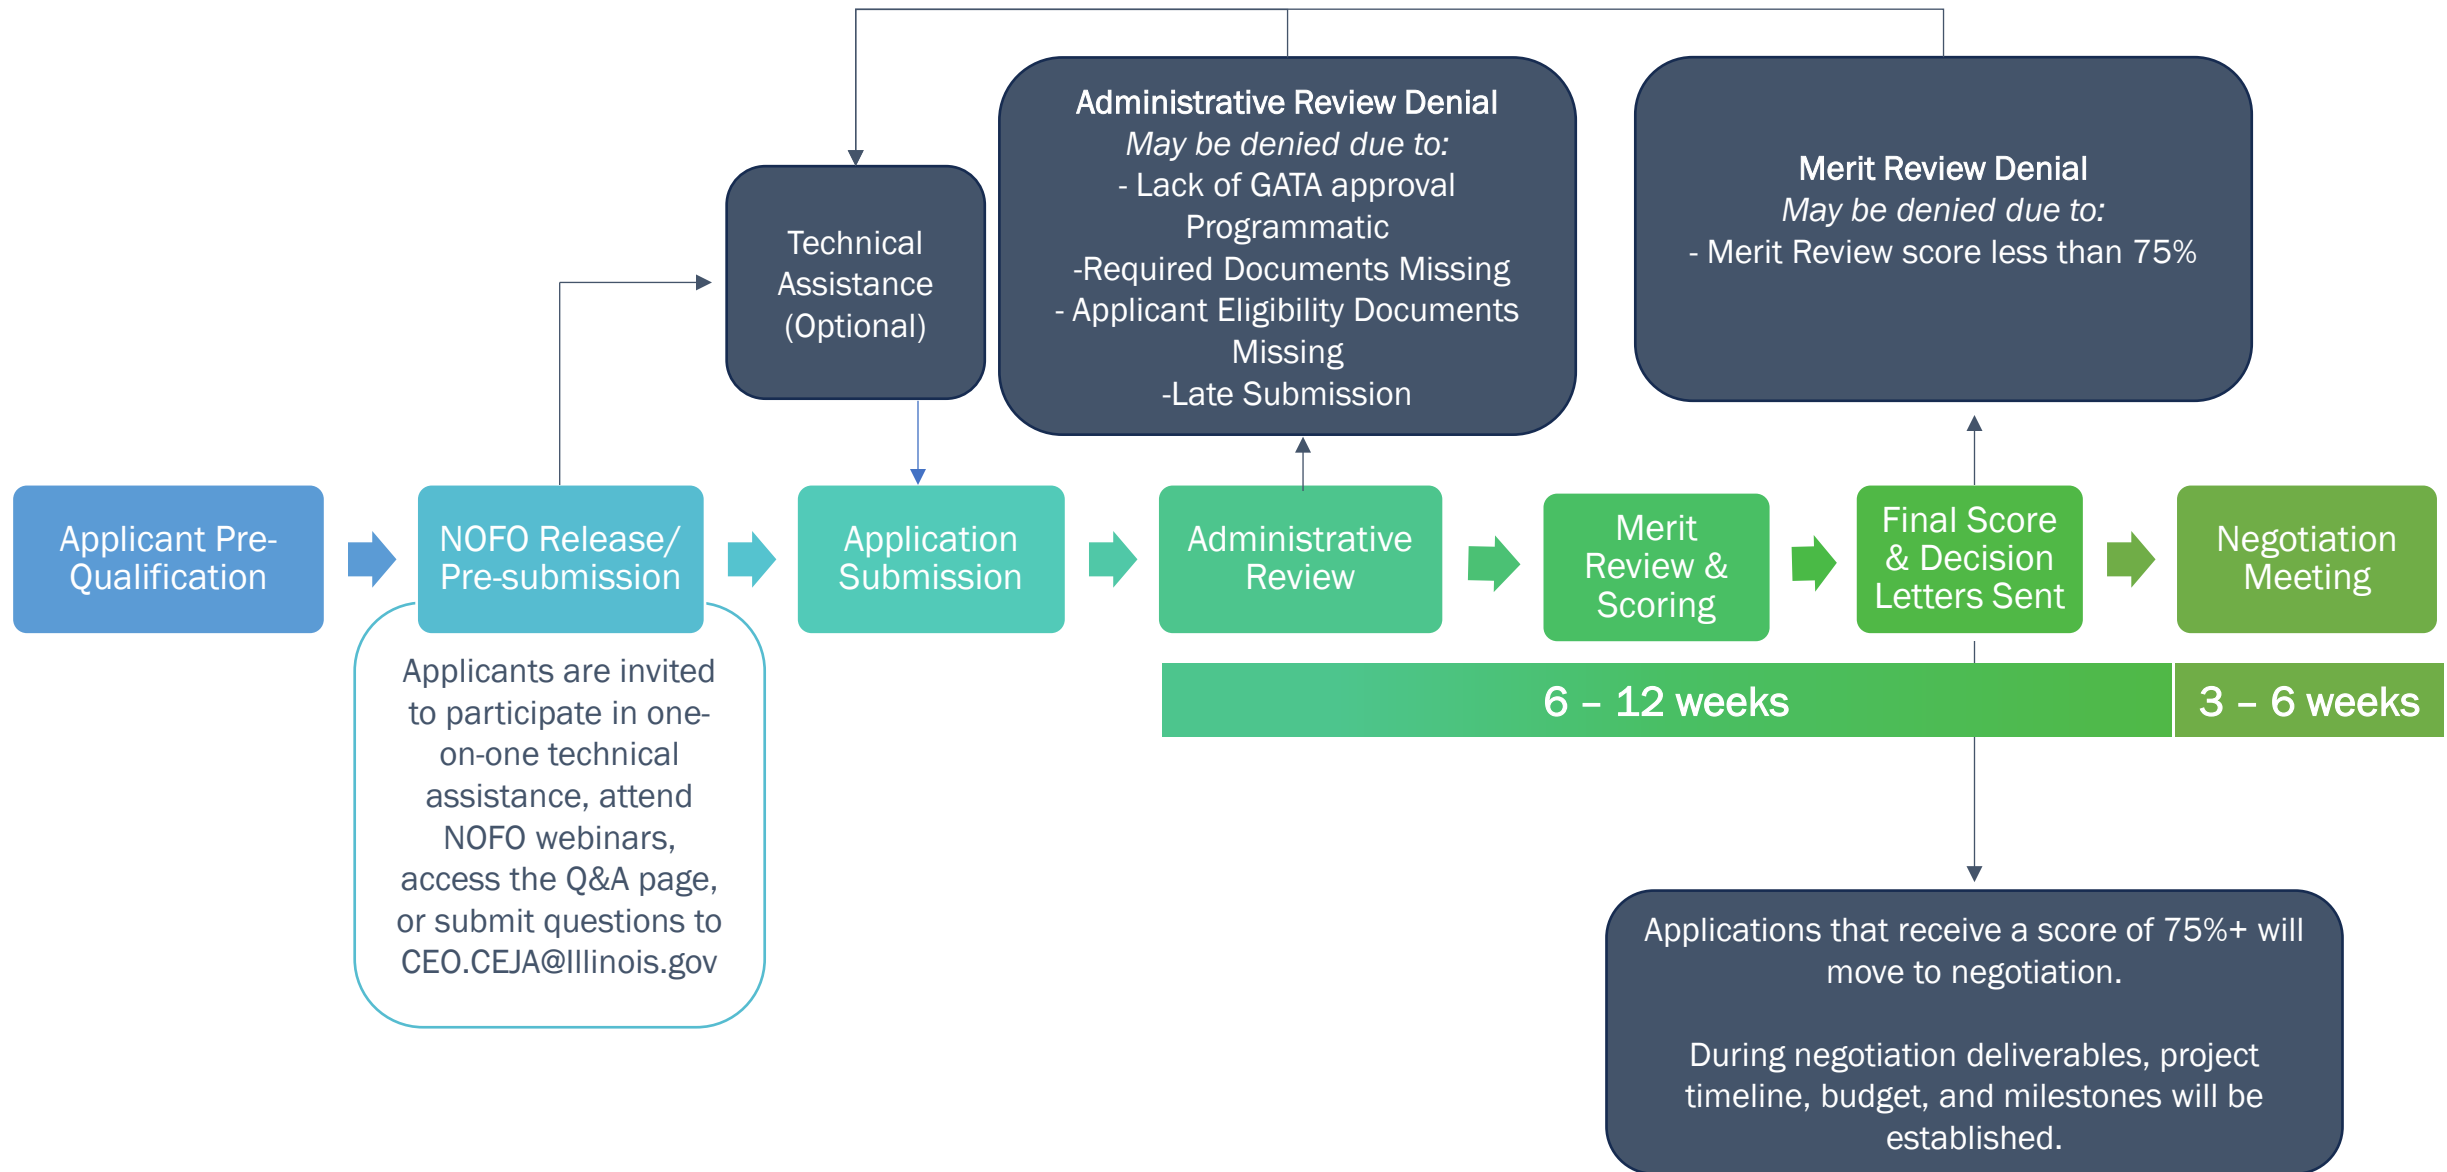 Administrative Review Denial
May be denied due to:
- Lack of GATA approval
Programmatic
-Required Documents Missing
- Applicant Eligibility Documents
Missing
-Late Submission
Merit Review Denial
May be denied due to:
- Merit Review score less than 75%
Technical
Assistance
(Optional)
Applicant Pre-
Qualification
NOFO Release/
Pre-submission
Application
Submission
Administrative
Review
Merit
Review &
Scoring
Final Score
& Decision
Letters Sent
Negotiation
Meeting
Applicants are invited
to participate in one-
on-one technical
assistance, attend
NOFO webinars,
access the Q&A page,
or submit questions to
CEO.CEJA@Illinois.gov
6 – 12 weeks
3 – 6 weeks
Applications that receive a score of 75%+ will
move to negotiation.
During negotiation deliverables, project
timeline, budget, and milestones will be
established.